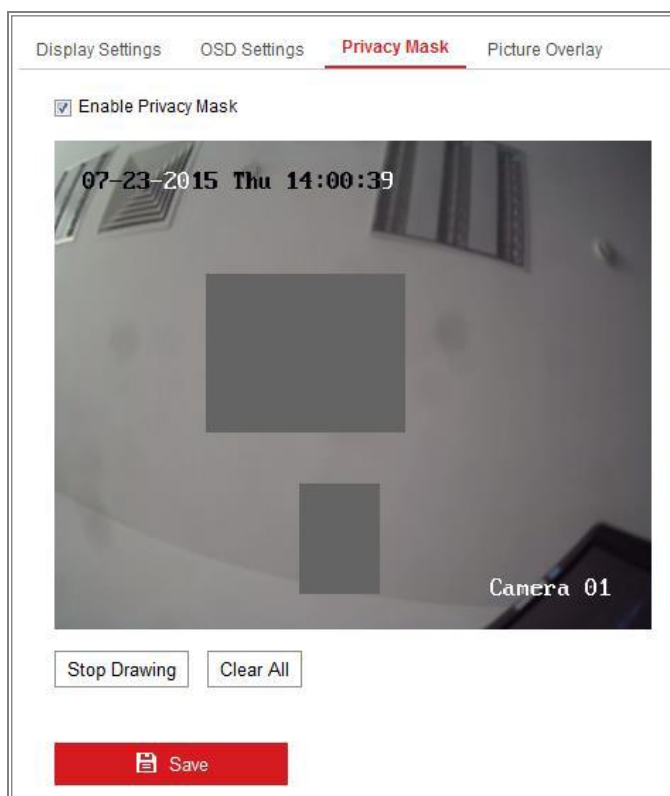 Display Settings OSD Settings Privacy Mask Picture Overlay
Enable Privacy Mask
07-23-2015 Thu 14:00:39
Camera 01
Stop Drawing Clear All
Save